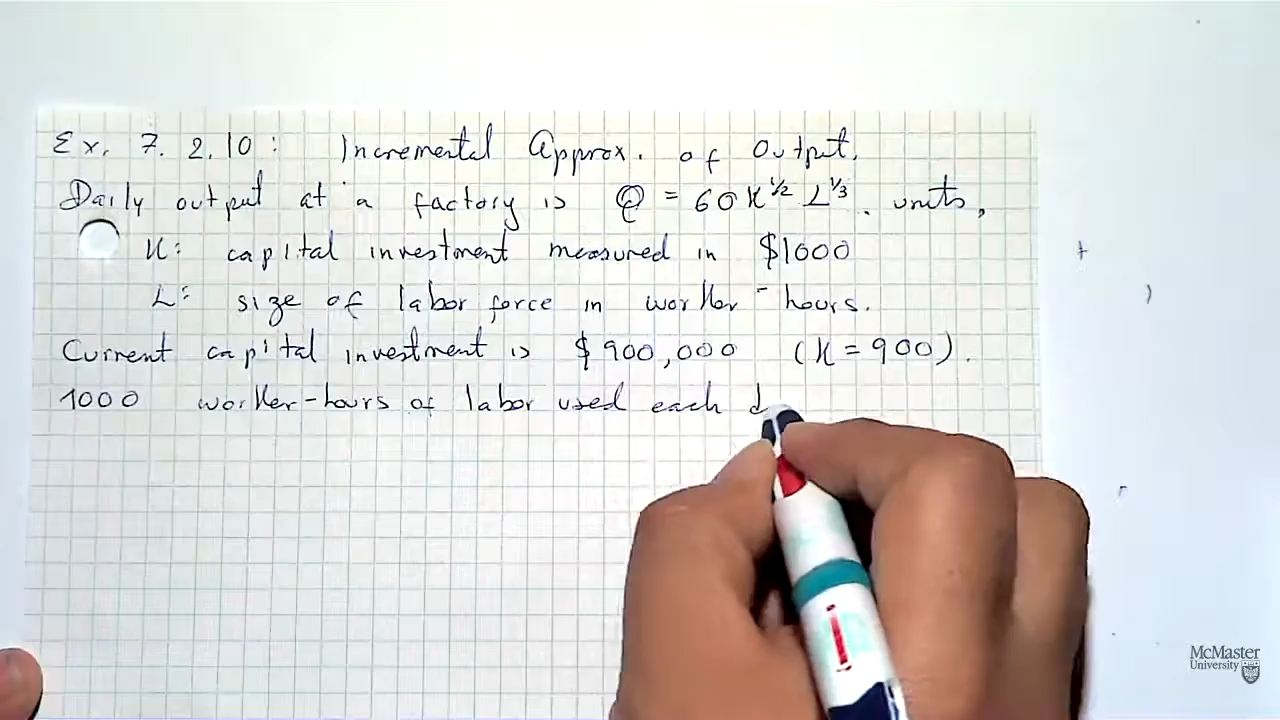 Ex. 7.2.10: Incremental Approx. of Output.
Daily output at a factory is Q = 60K^1/2 L^1/3. units.
K: capital investment measured in $1000
L: size of labor force in worker-hours.
Current capital investment is $900,000 (K = 900).
1000 worker-hours of labor used each d
McMaster
University